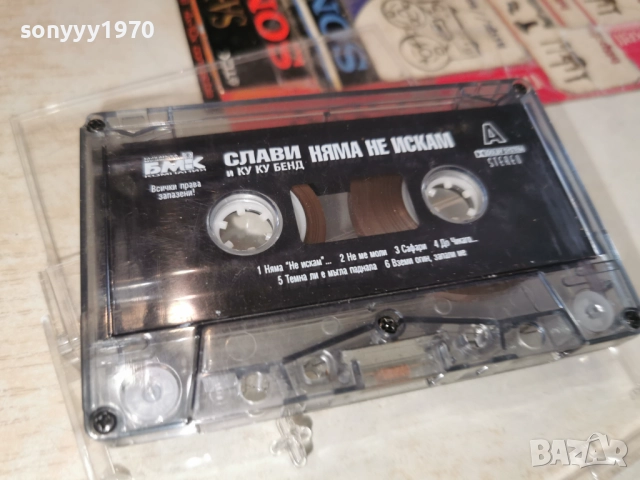 sonyyy1970
БМК
Всички права
запазени!
СЛАВИ
и КУ КУ БЕНД
НЯМА НЕ ИСКАМ
A
STEREO
1 Няма "Не искам"... 2 Не ме моли 3 Сафари 4 До Чикаго...
5 Темна ли е мъгла паднала 6 Вземи огин, запали ме
BAZAR